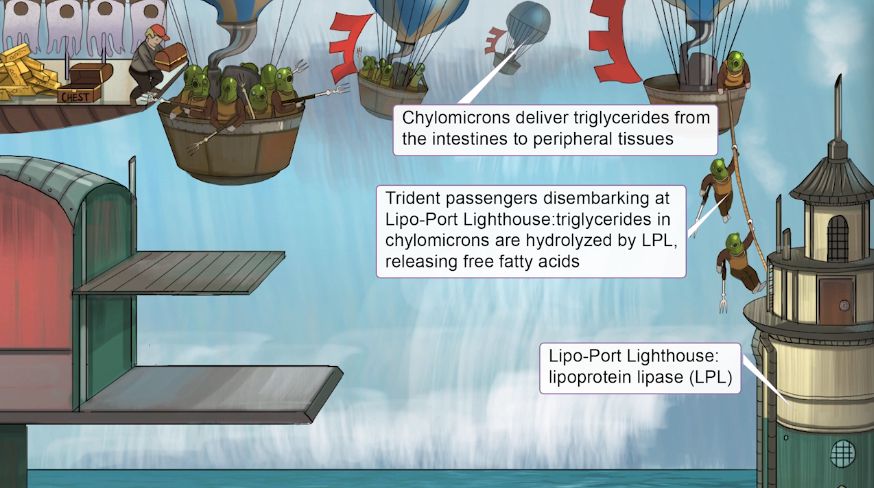 CHEST
Chylomicrons deliver triglycerides from
the intestines to peripheral tissues
Trident passengers disembarking at
Lipo-Port Lighthouse:triglycerides in
chylomicrons are hydrolyzed by LPL,
releasing free fatty acids
Lipo-Port Lighthouse:
lipoprotein lipase (LPL)